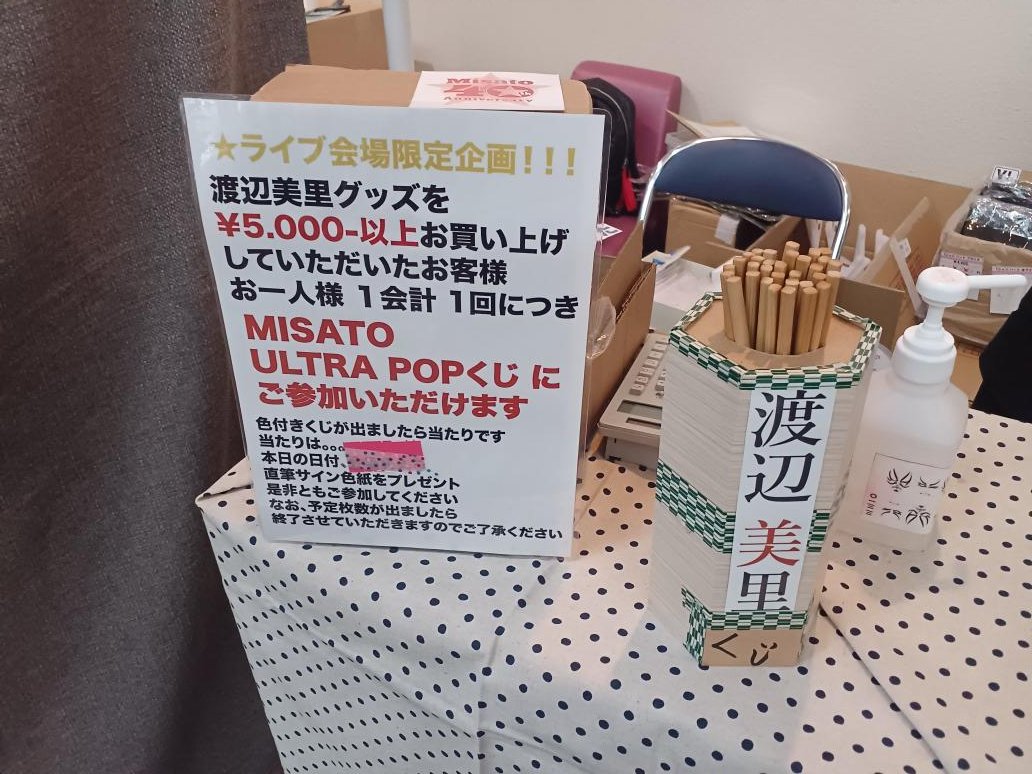 Misato
40th
Anniversary
★ライブ会場限定企画!!!
渡辺美里グッズを
¥5.000-以上お買い上げ
していただいたお客様
お一人様 1会計 1回につき
MISATO
ULTRA POPくじ に
ご参加いただけます
色付きくじが出ましたら当たりです
当たりは。。。
本日の日付、
直筆サイン色紙をプレゼント
是非ともご参加してください
なお、予定枚数が出ましたら
終了させていただきますのでご了承ください
渡辺美里
くじ